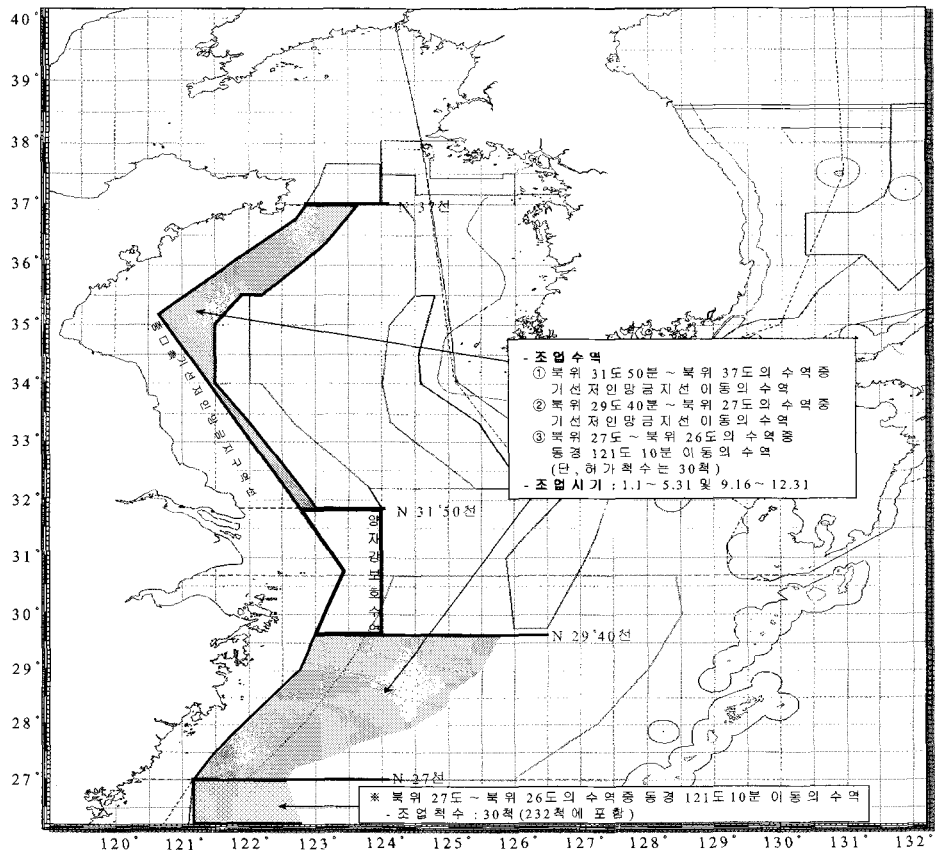 40°
39°
38°
37°
36°
35°
34°
33°
32°
31°
30°
29°
28°
27°
N 37선
- 조업수역
① 북위 31도 50분 ~ 북위 37도의 수역중
기선저인망금지선 이동의 수역
② 북위 29도 40분 ~ 북위 27도의 수역중
기선저인망금지선 이동의 수역
③ 북위 27도 ~ 북위 26도의 수역중
동경 121도 10분 이동의 수역
(단, 허가척수는 30척)
- 조업시기 : 1.1 ~ 5.31 및 9.16 ~ 12.31
N 31°50선
양자강보호수역
N 29°40선
N 27선
※ 북위 27도 ~ 북위 26도의 수역중 동경 121도10분 이동의 수역
- 조업척수 : 30척 (232척에 포함)
120° 121° 122° 123° 124° 125° 126° 127° 128° 129° 130° 131° 132°